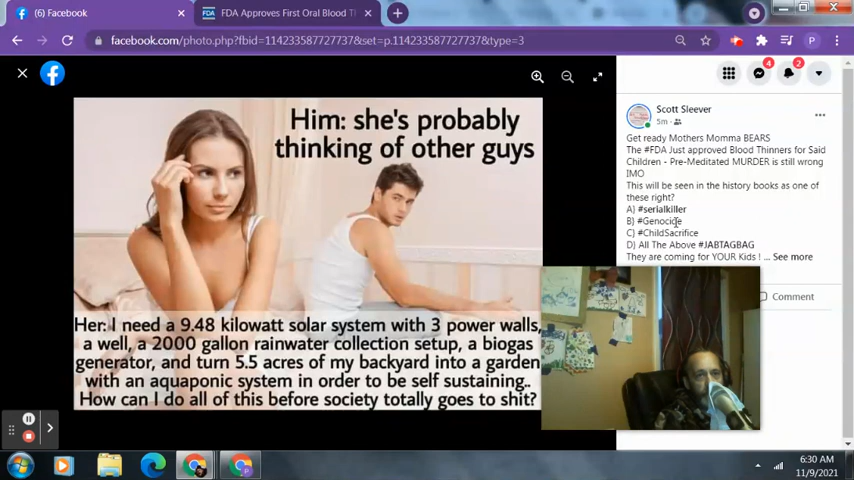 (6) Facebook
FDA Approves First Oral Blood Th
facebook.com/photo.php?fbid=114233587727737&set=p.114233587727737&type=3
P
4
2
Him: she's probably
thinking of other guys
Her: I need a 9.48 kilowatt solar system with 3 power walls,
a well, a 2000 gallon rainwater collection setup, a biogas
generator, and turn 5.5 acres of my backyard into a garden
with an aquaponic system in order to be self sustaining..
How can I do all of this before society totally goes to shit?
Scott Sleever
5m
Get ready Mothers Momma BEARS
The #FDA Just approved Blood Thinners for Said
Children - Pre-Meditated MURDER is still wrong
IMO
This will be seen in the history books as one of
these right?
A} #serialkiller
B} #Genocide
C} #ChildSacrifice
D} All The Above #JABTAGBAG
They are coming for YOUR Kids ! ... See more
Comment
6:30 AM
11/9/2021